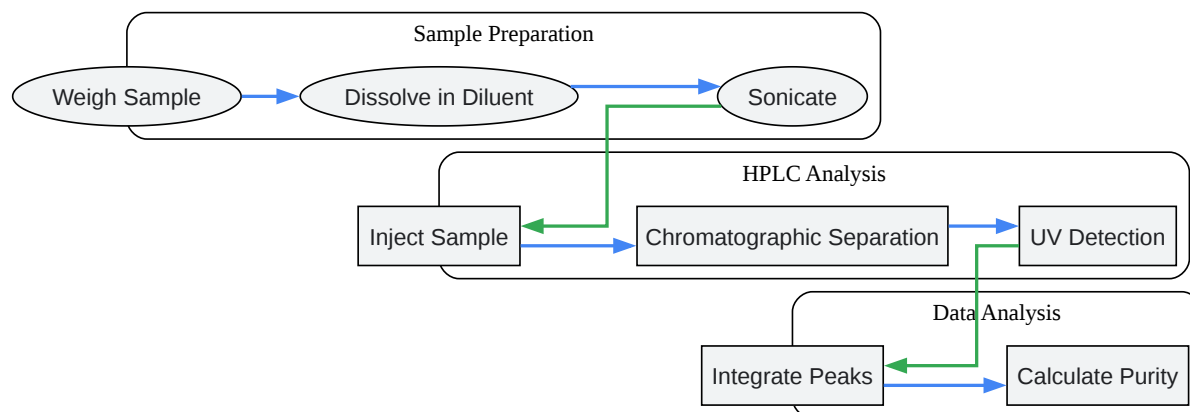 Sample Preparation
Weigh Sample
Dissolve in Diluent
Sonicate
HPLC Analysis
Inject Sample
Chromatographic Separation
UV Detection
Data Analysis
Integrate Peaks
Calculate Purity